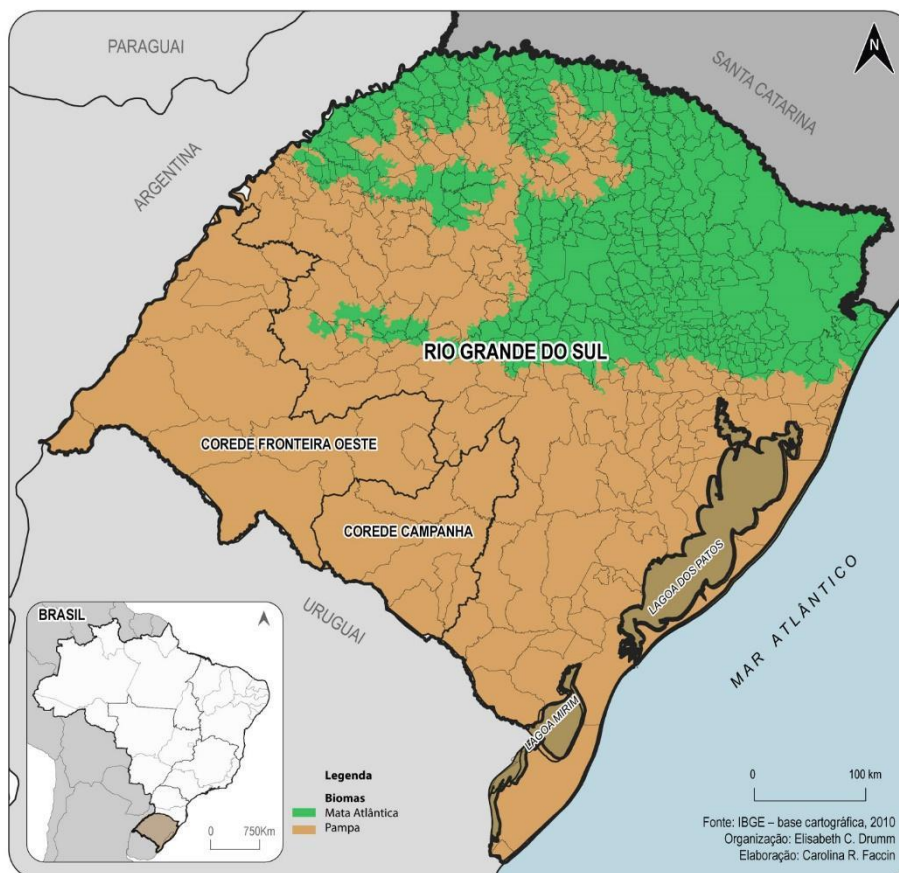 PARAGUAI
N
SANTA CATARINA
ARGENTINA
RIO GRANDE DO SUL
COREDE FRONTEIRA OESTE
COREDE CAMPANHA
LAGOA DOS PATOS
URUGUAI
MAR ATLÂNTICO
LAGOA MIRIM
BRASIL
0 750Km
Legenda
Biomas
Mata Atlântica
Pampa
0 100 km
Fonte: IBGE – base cartográfica, 2010
Organização: Elisabeth C. Drumm
Elaboração: Carolina R. Faccin